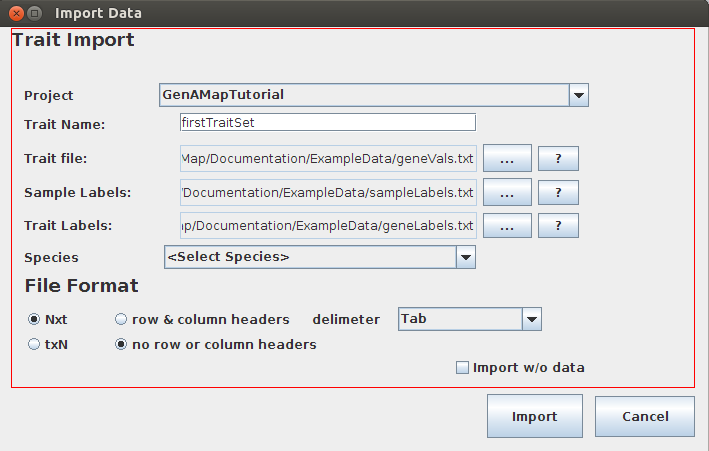 Import Data
Trait Import
Project GenAMapTutorial
Trait Name: firstTraitSet
Trait file: Map/Documentation/ExampleData/geneVals.txt ... ?
Sample Labels: /Documentation/ExampleData/sampleLabels.txt ... ?
Trait Labels: ap/Documentation/ExampleData/geneLabels.txt ... ?
Species <Select Species>
File Format
Nxt row & column headers delimeter Tab
txN no row or column headers
Import w/o data
Import Cancel